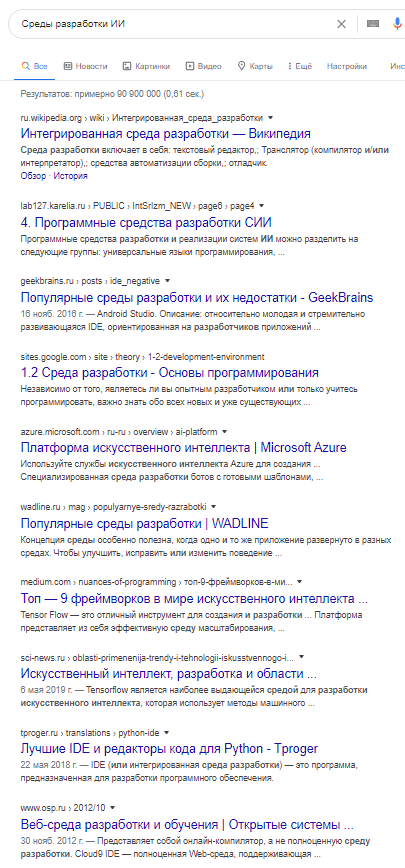 Среды разработки ИИ
Все Новости Картинки Видео Карты Ещё Настройки Инс
Результатов: примерно 90 900 000 (0,61 сек.)
ru.wikipedia.org › wiki › Интегрированная_среда_разработки
Интегрированная среда разработки — Википедия
Среда разработки включает в себя: текстовый редактор,; Транслятор (компилятор и/или
интерпретатор),; средства автоматизации сборки,; отладчик.
Обзор · История
lab127.karelia.ru › PUBLIC › IntSrIzm_NEW › page6 › page4
4. Программные средства разработки СИИ
Программные средства разработки и реализации систем ИИ можно разделить на
следующие группы: универсальные языки программирования, ...
geekbrains.ru › posts › ide_negative
Популярные среды разработки и их недостатки - GeekBrains
16 нояб. 2016 г. — Android Studio. Описание: относительно молодая и стремительно
развивающаяся IDE, ориентированная на разработчиков приложений ...
sites.google.com › site › theory › 1-2-development-environment
1.2 Среда разработки - Основы программирования
Независимо от того, являетесь ли вы опытным разработчиком или только учитесь
программировать, важно знать обо всех новых и уже существующих ...
azure.microsoft.com › ru-ru › overview › ai-platform
Платформа искусственного интеллекта | Microsoft Azure
Используйте службы искусственного интеллекта Azure для создания ...
Специализированная среда разработки ботов с готовыми шаблонами, ...
wadline.ru › mag › populyarnye-sredy-razrabotki
Популярные среды разработки | WADLINE
Концепция среды особенно полезна, когда одно и то же приложение развернуто в разных
средах. Чтобы улучшить, исправить или изменить поведение ...
medium.com › nuances-of-programming › топ-9-фреймворков-в-ми...
Топ — 9 фреймворков в мире искусственного интеллекта ...
Tensor Flow — это отличный инструмент для создания и разработки ... Платформа
представляет из себя эффективную среду масштабирования, ...
sci-news.ru › oblasti-primenenija-trendy-i-tehnologii-iskusstvennogo-i...
Искусственный интеллект, разработка и области ...
6 мая 2019 г. — Tensorflow является наиболее выдающейся средой для разработки
искусственного интеллекта, которая использует методы машинного ...
tproger.ru › translations › python-ide
Лучшие IDE и редакторы кода для Python - Tproger
22 мая 2018 г. — IDE (или интегрированная среда разработки) — это программа,
предназначенная для разработки программного обеспечения.
www.osp.ru › 2012/10
Веб-среда разработки и обучения | Открытые системы ...
30 нояб. 2012 г. — Представляет собой онлайн-компилятор, а не полноценную среду
разработки. Cloud9 IDE — полноценная Web-среда, поддерживающая ...